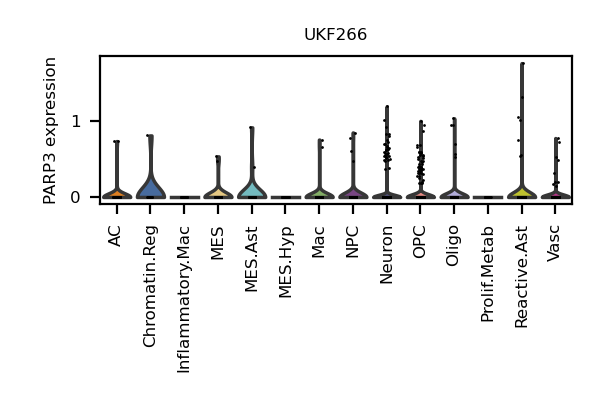 UKF266
PARP3 expression
1
0
AC
Chromatin.Reg
Inflammatory.Mac
MES
MES.Ast
MES.Hyp
Mac
NPC
Neuron
OPC
Oligo
Prolif.Metab
Reactive.Ast
Vasc